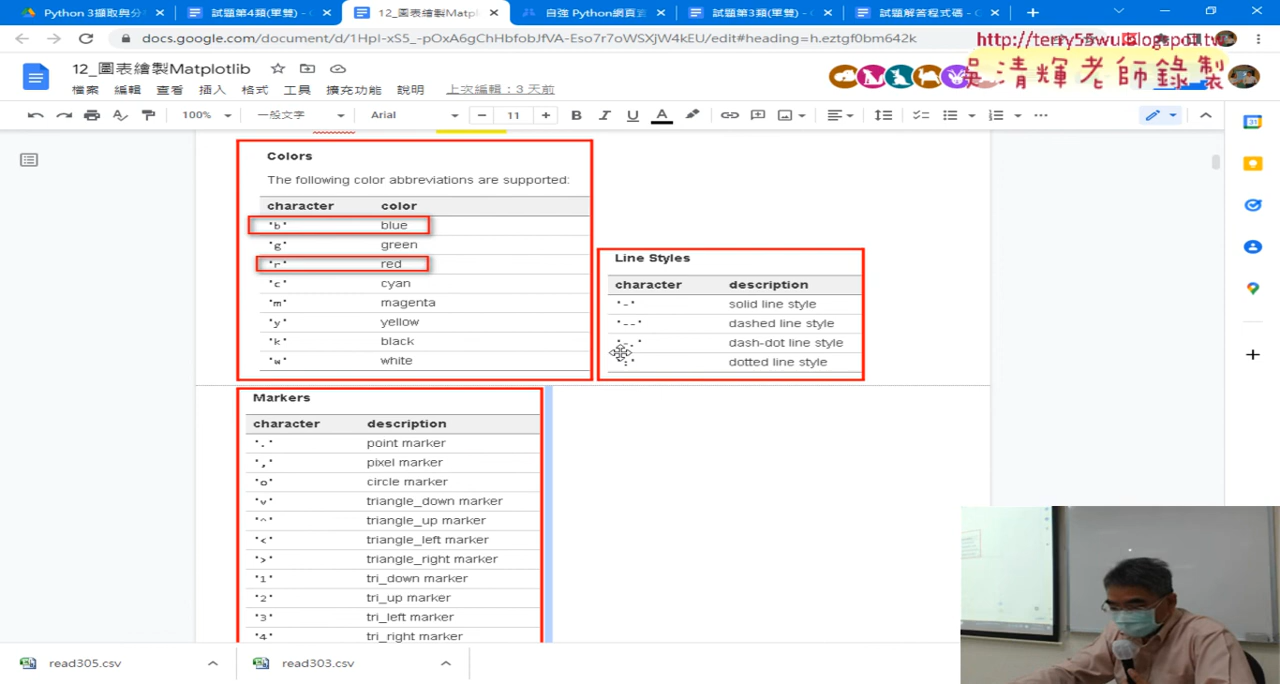 Python 3擷取與分
試題第4類(單雙) - (
12_圖表繪製Matpl
自強 Python網頁
試題第3類(單雙) - (
試題解答程式碼 - G
docs.google.com/document/d/1HpI-xS5_-pOxA6gChHbfobJfVA-Eso7r7oWSXjW4kEU/edit#heading=h.eztgf0bm642k
http://terry55wu.blogspot.tw
吳清輝老師錄製
12_圖表繪製Matplotlib
檔案 編輯 查看 插入 格式 工具 擴充功能 說明 上次編輯：3 天前
100% 一般文字 Arial − 11 + B I U A
Colors
The following color abbreviations are supported:
character color
'b' blue
'g' green
'r' red
'c' cyan
'm' magenta
'y' yellow
'k' black
'w' white
Line Styles
character description
'-' solid line style
'--' dashed line style
'-.' dash-dot line style
':' dotted line style
Markers
character description
'.' point marker
',' pixel marker
'o' circle marker
'v' triangle_down marker
'^' triangle_up marker
'<' triangle_left marker
'>' triangle_right marker
'1' tri_down marker
'2' tri_up marker
'3' tri_left marker
'4' tri_right marker
read305.csv
read303.csv